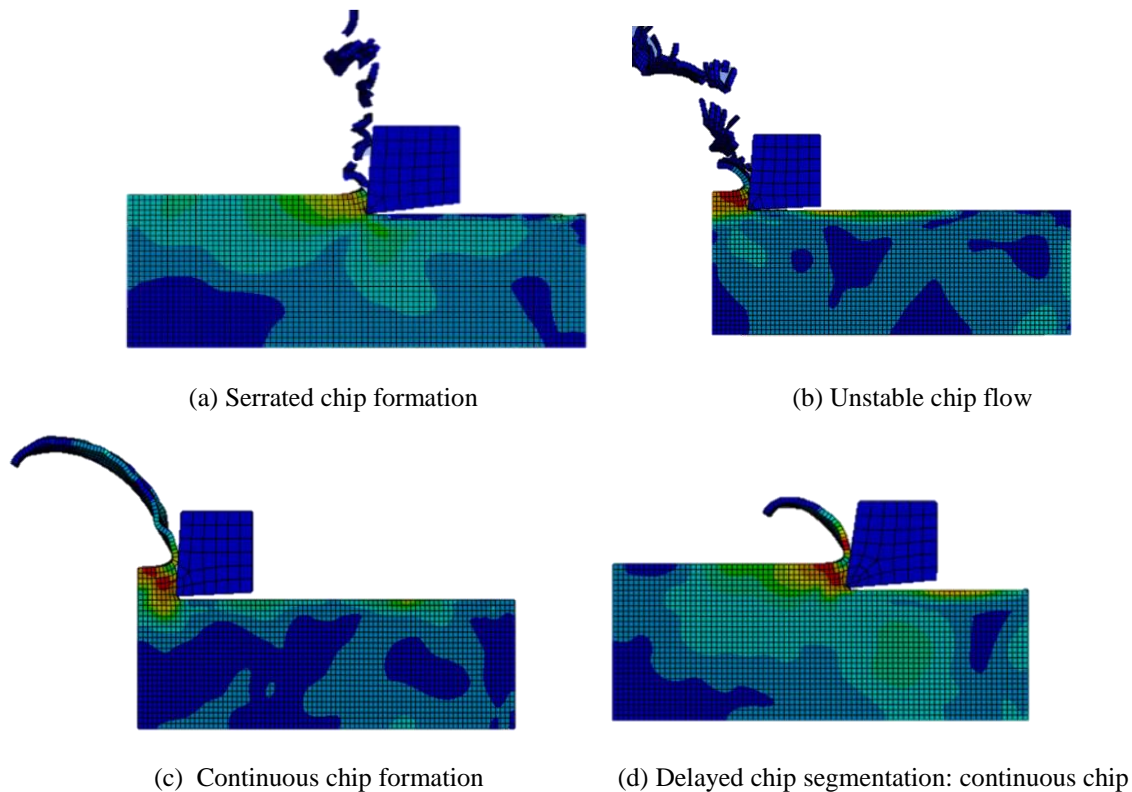 (a) Serrated chip formation
(b) Unstable chip flow
(c) Continuous chip formation
(d) Delayed chip segmentation: continuous chip